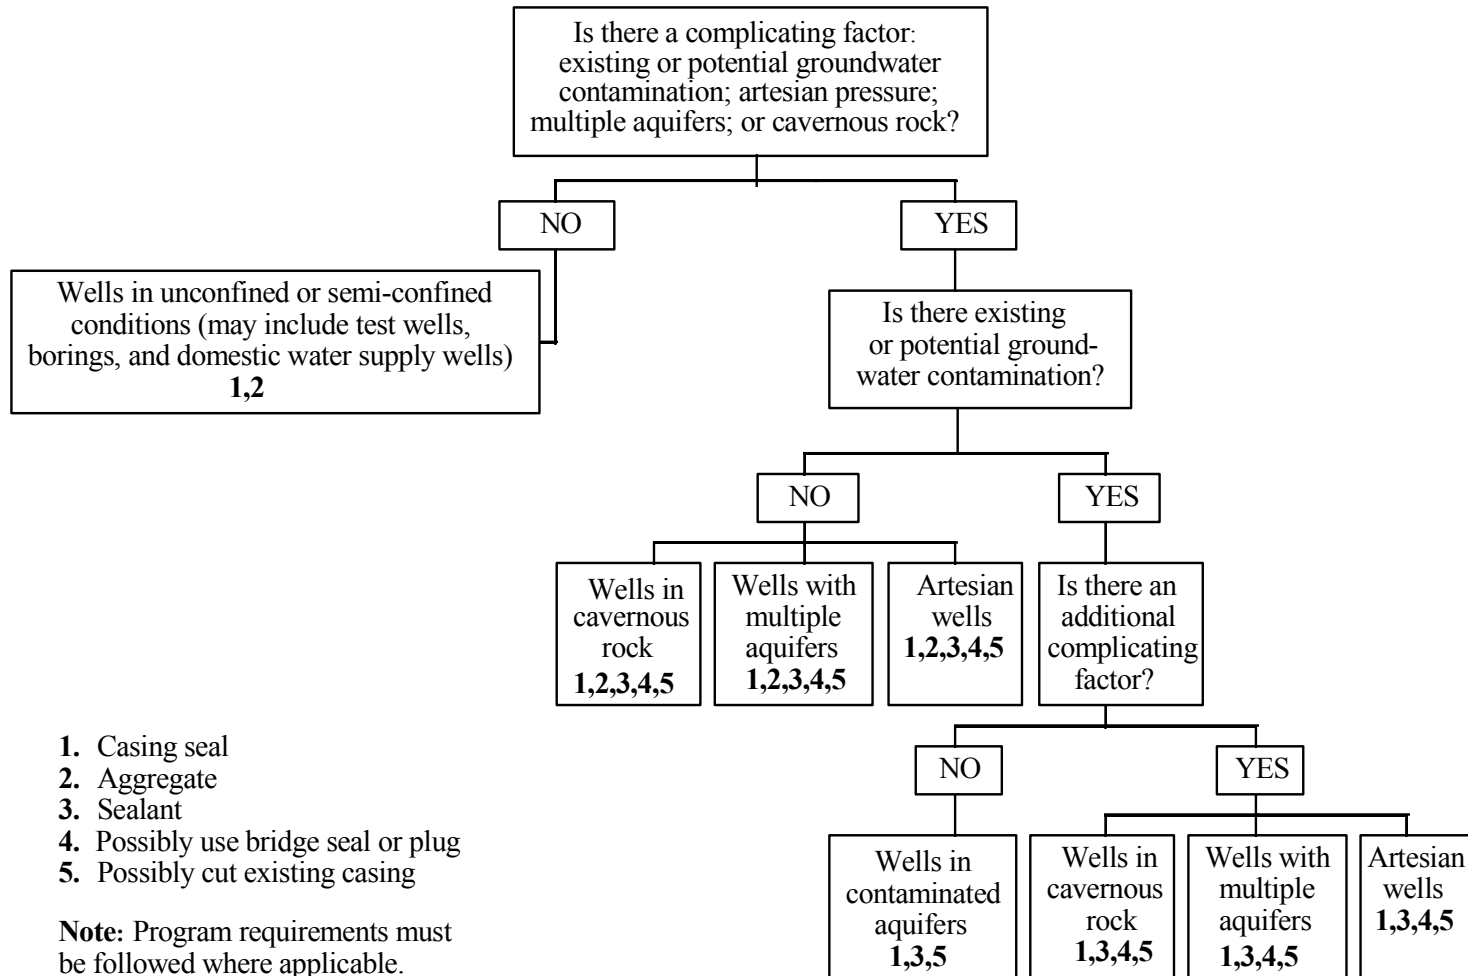 Is there a complicating factor:
existing or potential groundwater
contamination; artesian pressure;
multiple aquifers; or cavernous rock?
NO
YES
Wells in unconfined or semi-confined
conditions (may include test wells,
borings, and domestic water supply wells)
1,2
Is there existing
or potential ground-
water contamination?
NO
YES
Wells in
cavernous
rock
1,2,3,4,5
Wells with
multiple
aquifers
1,2,3,4,5
Artesian
wells
1,2,3,4,5
Is there an
additional
complicating
factor?
NO
YES
Wells in
contaminated
aquifers
1,3,5
Wells in
cavernous
rock
1,3,4,5
Wells with
multiple
aquifers
1,3,4,5
Artesian
wells
1,3,4,5
1. Casing seal
2. Aggregate
3. Sealant
4. Possibly use bridge seal or plug
5. Possibly cut existing casing
Note: Program requirements must
be followed where applicable.